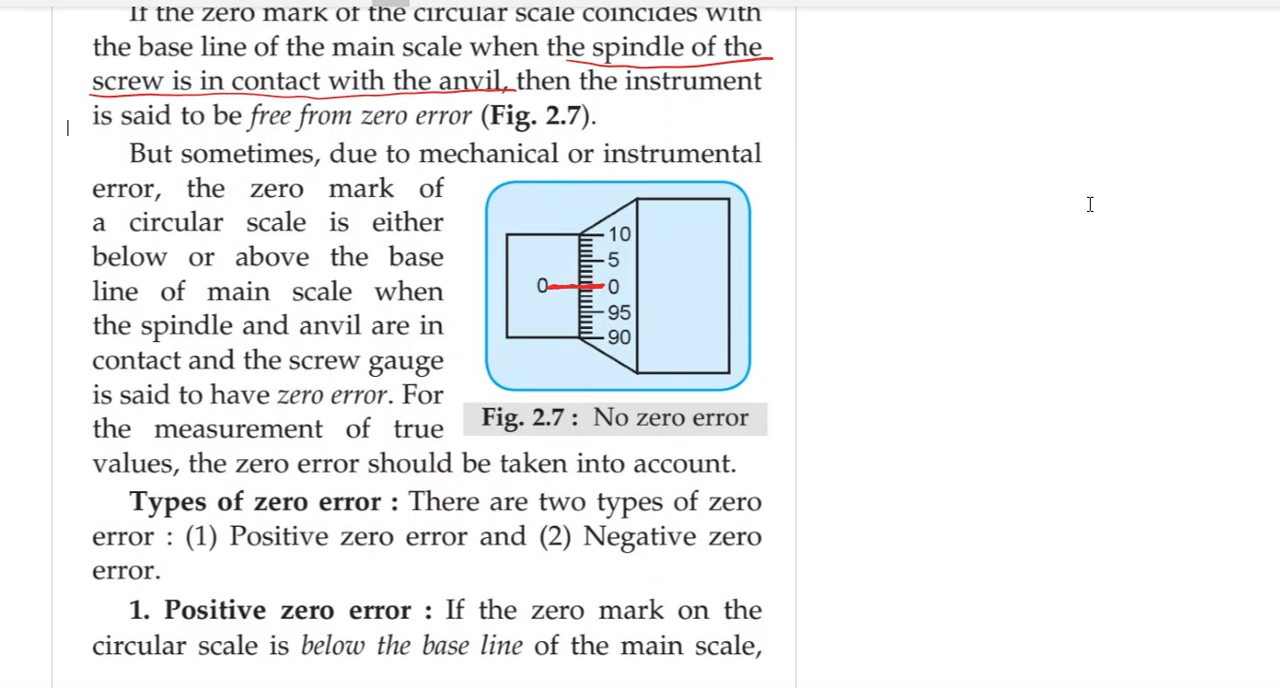 If the zero mark of the circular scale coincides with
the base line of the main scale when the spindle of the
screw is in contact with the anvil, then the instrument
is said to be free from zero error (Fig. 2.7).
But sometimes, due to mechanical or instrumental
error, the zero mark of
a circular scale is either
below or above the base
line of main scale when
the spindle and anvil are in
contact and the screw gauge
is said to have zero error. For
the measurement of true
10
5
0 0
95
90
Fig. 2.7 : No zero error
values, the zero error should be taken into account.
Types of zero error : There are two types of zero
error : (1) Positive zero error and (2) Negative zero
error.
1. Positive zero error : If the zero mark on the
circular scale is below the base line of the main scale,